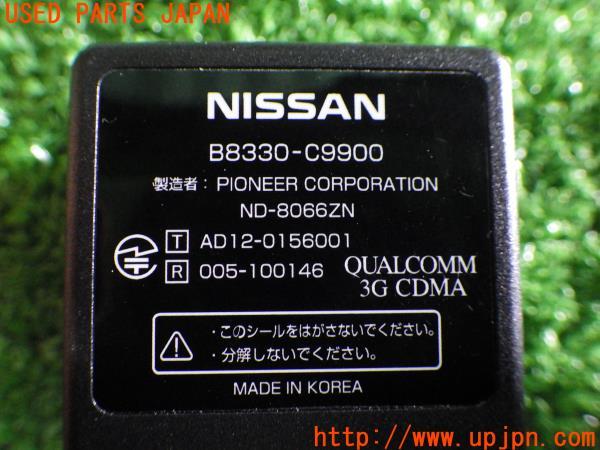 USED PARTS JAPAN
NISSAN
B8330-C9900
製造者: PIONEER CORPORATION
ND-8066ZN
T AD12-0156001
R 005-100146
QUALCOMM
3G CDMA
・このシールをはがさないでください。
・分解しないでください。
MADE IN KOREA
http://www.upjpn.com